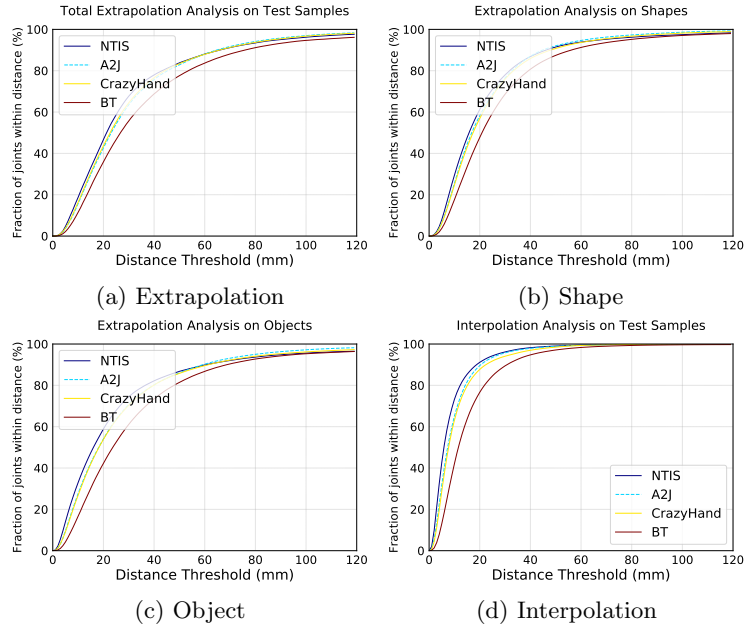 Total Extrapolation Analysis on Test Samples
Fraction of joints within distance (%)
100
80
60
40
20
0
NTIS
A2J
CrazyHand
BT
0 20 40 60 80 100 120
Distance Threshold (mm)
(a) Extrapolation
Extrapolation Analysis on Shapes
Fraction of joints within distance (%)
100
80
60
40
20
0
NTIS
A2J
CrazyHand
BT
0 20 40 60 80 100 120
Distance Threshold (mm)
(b) Shape
Extrapolation Analysis on Objects
Fraction of joints within distance (%)
100
80
60
40
20
0
NTIS
A2J
CrazyHand
BT
0 20 40 60 80 100 120
Distance Threshold (mm)
(c) Object
Interpolation Analysis on Test Samples
Fraction of joints within distance (%)
100
80
60
40
20
0
NTIS
A2J
CrazyHand
BT
0 20 40 60 80 100 120
Distance Threshold (mm)
(d) Interpolation